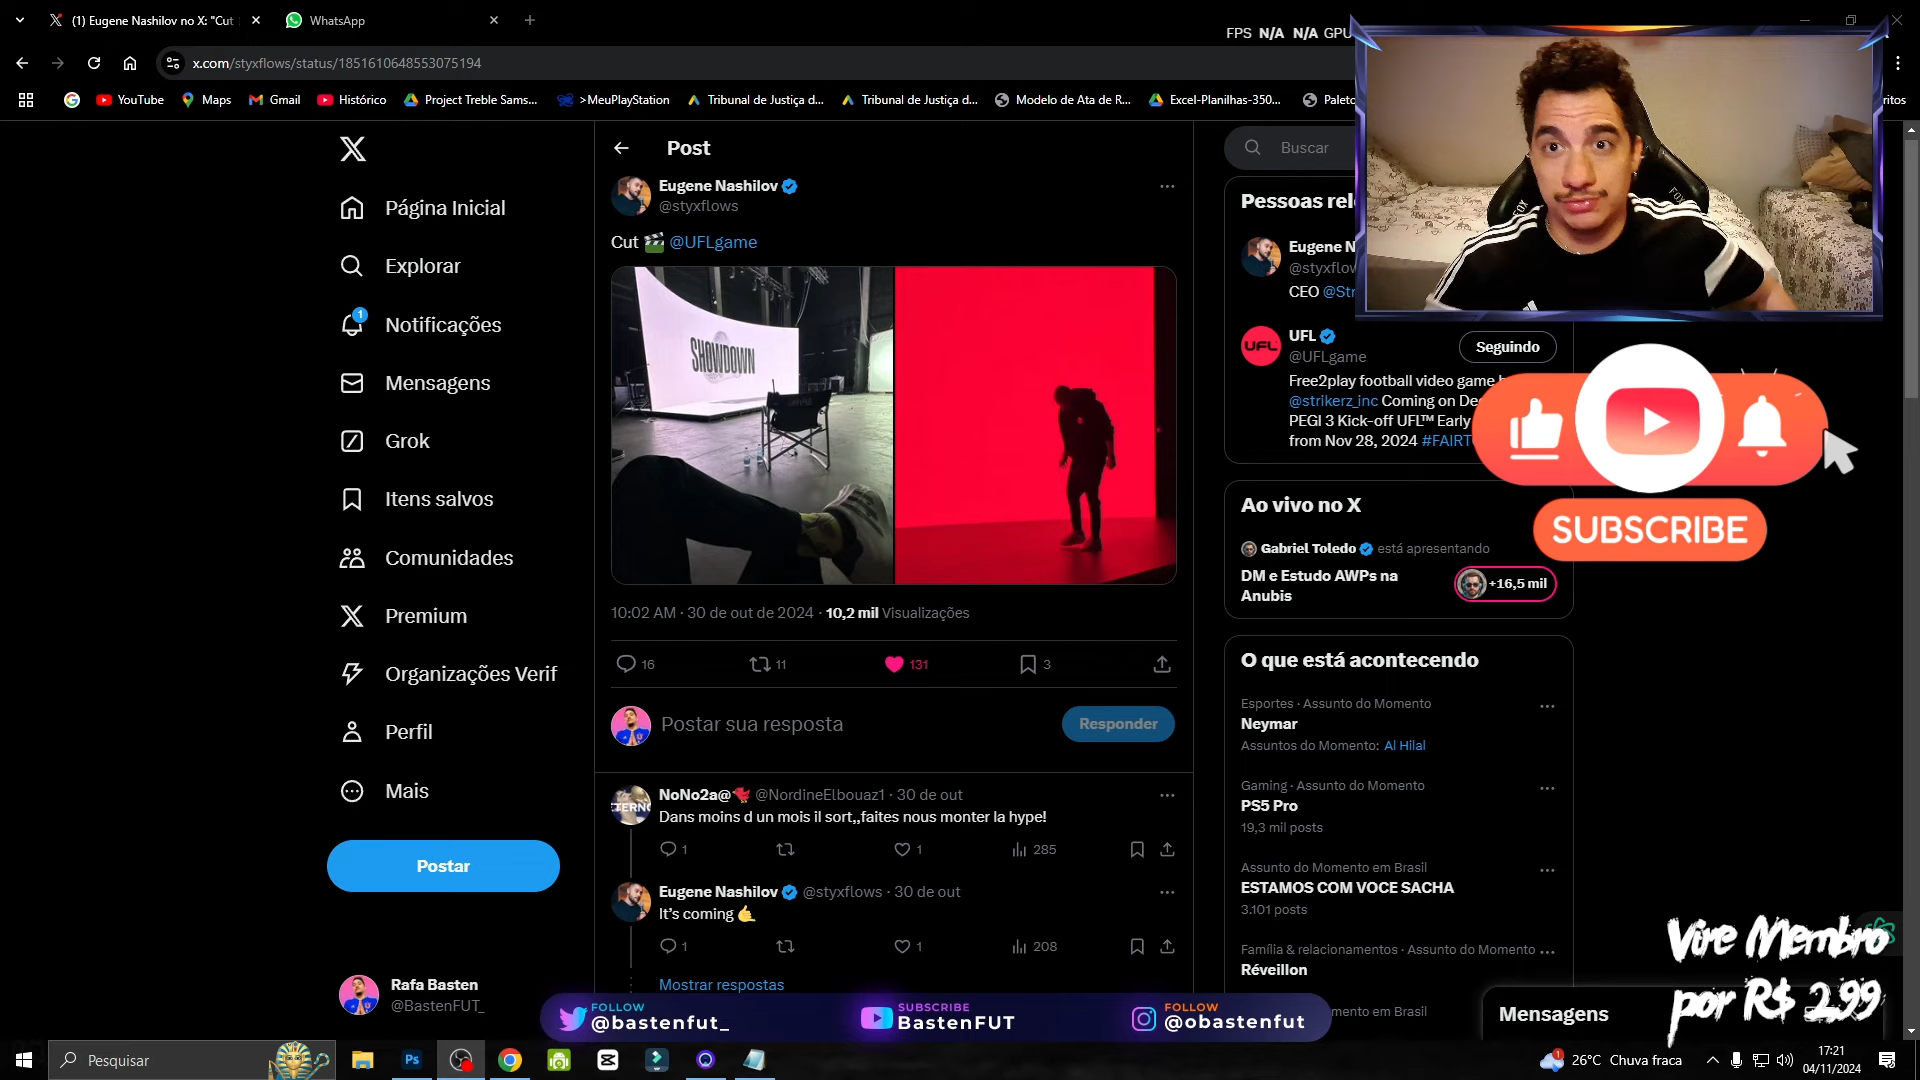 (1) Eugene Nashilov no X: "Cut
WhatsApp
FPS N/A N/A GPU
x.com/styxflows/status/1851610648553075194
YouTube
Maps
Gmail
Histórico
Project Treble Sams...
>MeuPlayStation
Tribunal de Justiça d...
Tribunal de Justiça d...
Modelo de Ata de R...
Excel-Planilhas-350...
Página Inicial
Explorar
1
Notificações
Mensagens
Grok
Itens salvos
Comunidades
Premium
Organizações Verif
Perfil
Mais
Postar
Rafa Basten
@BastenFUT_
Post
Eugene Nashilov
@styxflows
Cut 🎬 @UFLgame
SHOWDOWN
10:02 AM · 30 de out de 2024 · 10,2 mil Visualizações
16
11
131
3
Postar sua resposta
Responder
NoNo2a@🐦 @NordineElbouaz1 · 30 de out
Dans moins d un mois il sort,,faites nous monter la hype!
1
1
285
Eugene Nashilov @styxflows · 30 de out
It's coming 🤙
1
1
208
Mostrar respostas
Buscar
Eugene N
CEO
UFL
UFL
@UFLgame
Seguindo
Free2play football video game
@strikerz_inc Coming on
PEGI 3 Kick-off UFL™ Early
from Nov 28, 2024
Ao vivo no X
Gabriel Toledo está apresentando
DM e Estudo AWPs na
Anubis
+16,5 mil
O que está acontecendo
Esportes · Assunto do Momento
Neymar
Assuntos do Momento: Al Hilal
Gaming · Assunto do Momento
PS5 Pro
19,3 mil posts
Assunto do Momento em Brasil
ESTAMOS COM VOCE SACHA
3.101 posts
Família & relacionamentos · Assunto do Momento
Réveillon
mento em Brasil
Mensagens
FOX
FOX
SUBSCRIBE
Vire Membro
por R$ 2,99
FOLLOW
@bastenfut_
SUBSCRIBE
BastenFUT
FOLLOW
@obastenfut
Pesquisar
Ps
1
26°C Chuva fraca
17:21
04/11/2024